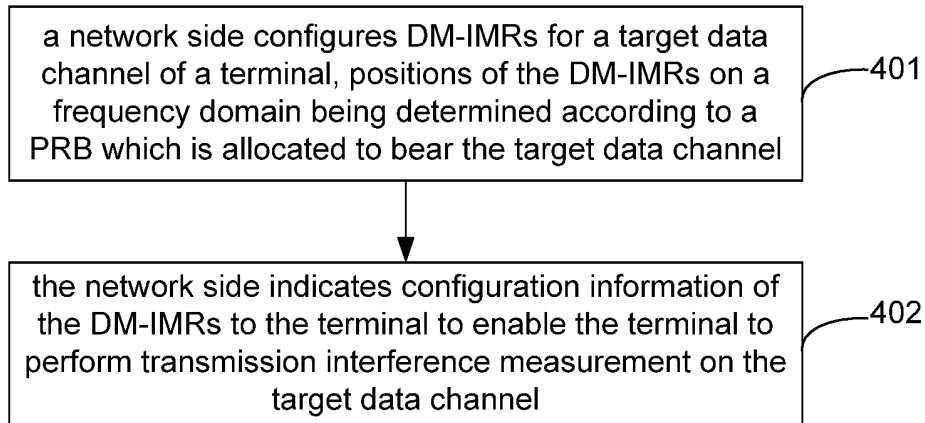 a network side configures DM-IMRs for a target data
channel of a terminal, positions of the DM-IMRs on a
frequency domain being determined according to a
PRB which is allocated to bear the target data channel
401
the network side indicates configuration information of
the DM-IMRs to the terminal to enable the terminal to
perform transmission interference measurement on the
target data channel
402